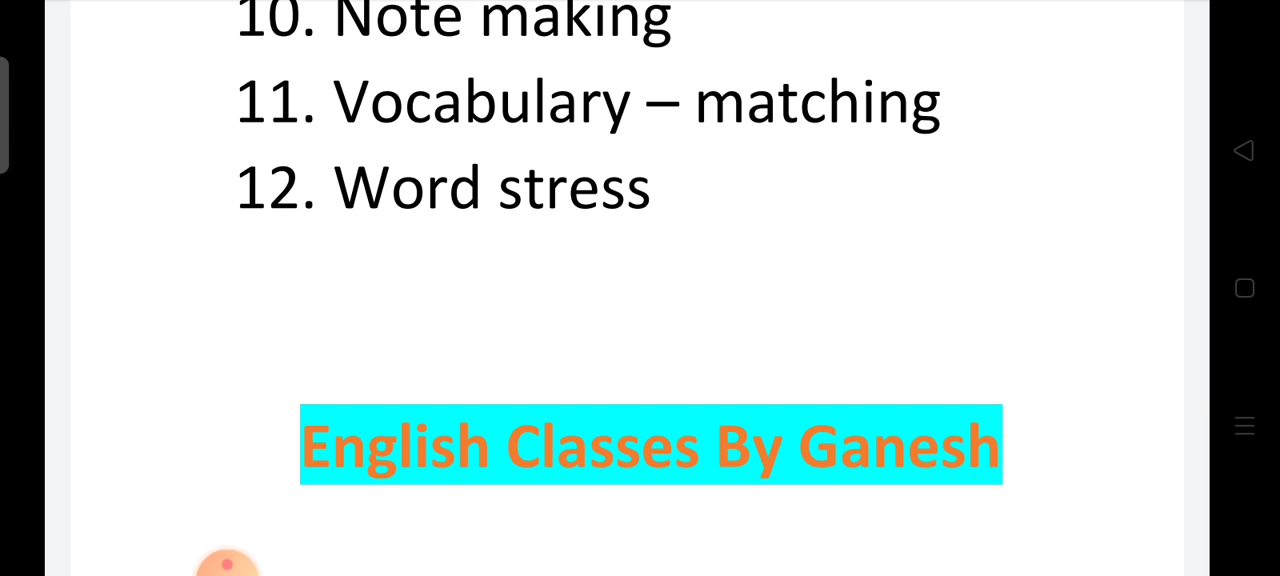 10. Note making
11. Vocabulary – matching
12. Word stress
English Classes By Ganesh